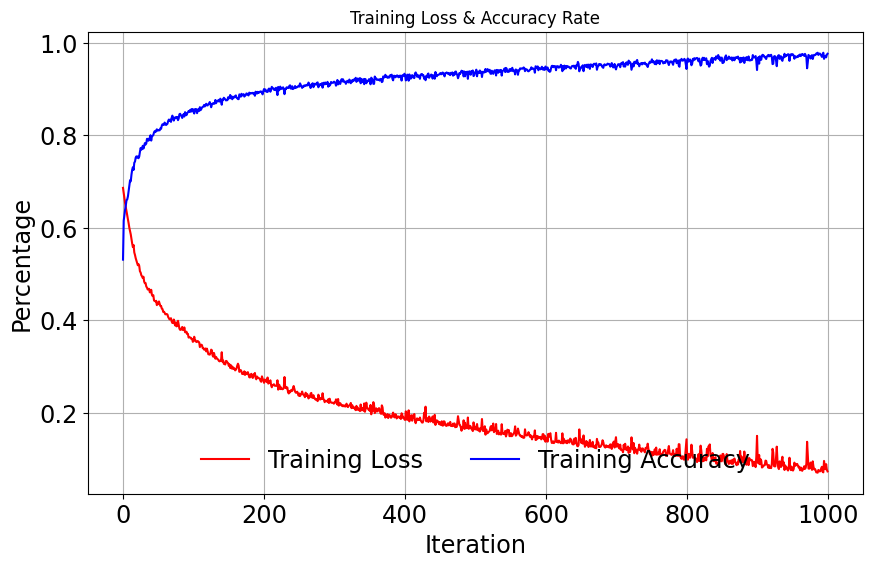 Training Loss & Accuracy Rate
1.0
0.8
0.6
0.4
0.2
Percentage
Training Loss Training Accuracy
0 200 400 600 800 1000
Iteration